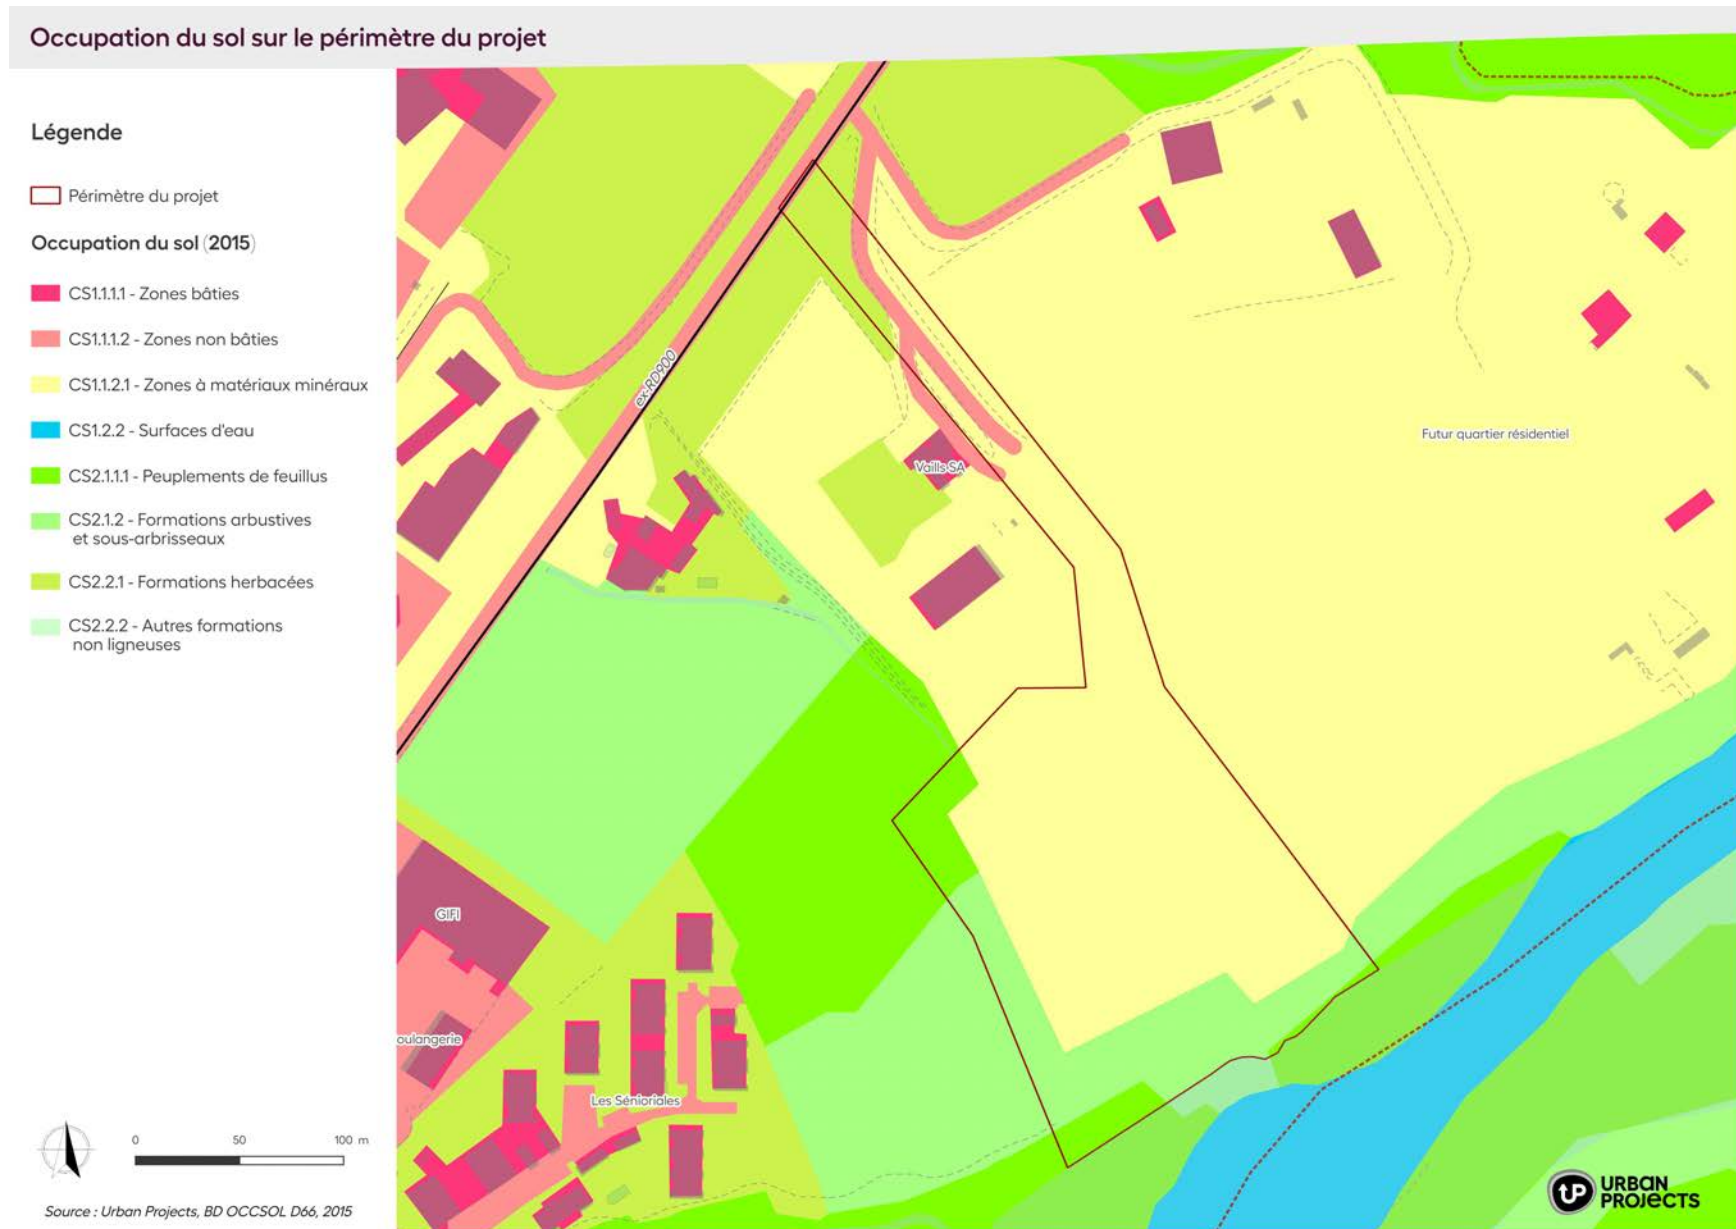 Occupation du sol sur le périmètre du projet
Légende
Périmètre du projet
Occupation du sol (2015)
CS1.1.1.1 - Zones bâties
CS1.1.1.2 - Zones non bâties
CS1.1.2.1 - Zones à matériaux minéraux
CS1.2.2 - Surfaces d'eau
CS2.1.1.1 - Peuplements de feuillus
CS2.1.2 - Formations arbustives
et sous-arbrisseaux
CS2.2.1 - Formations herbacées
CS2.2.2 - Autres formations
non ligneuses
ex-RD900
Vaills-SA
Futur quartier résidentiel
GIFI
oulangerie
Les Sénioriales
0 50 100 m
Source : Urban Projects, BD OCCSOL D66, 2015
UP URBAN
PROJECTS